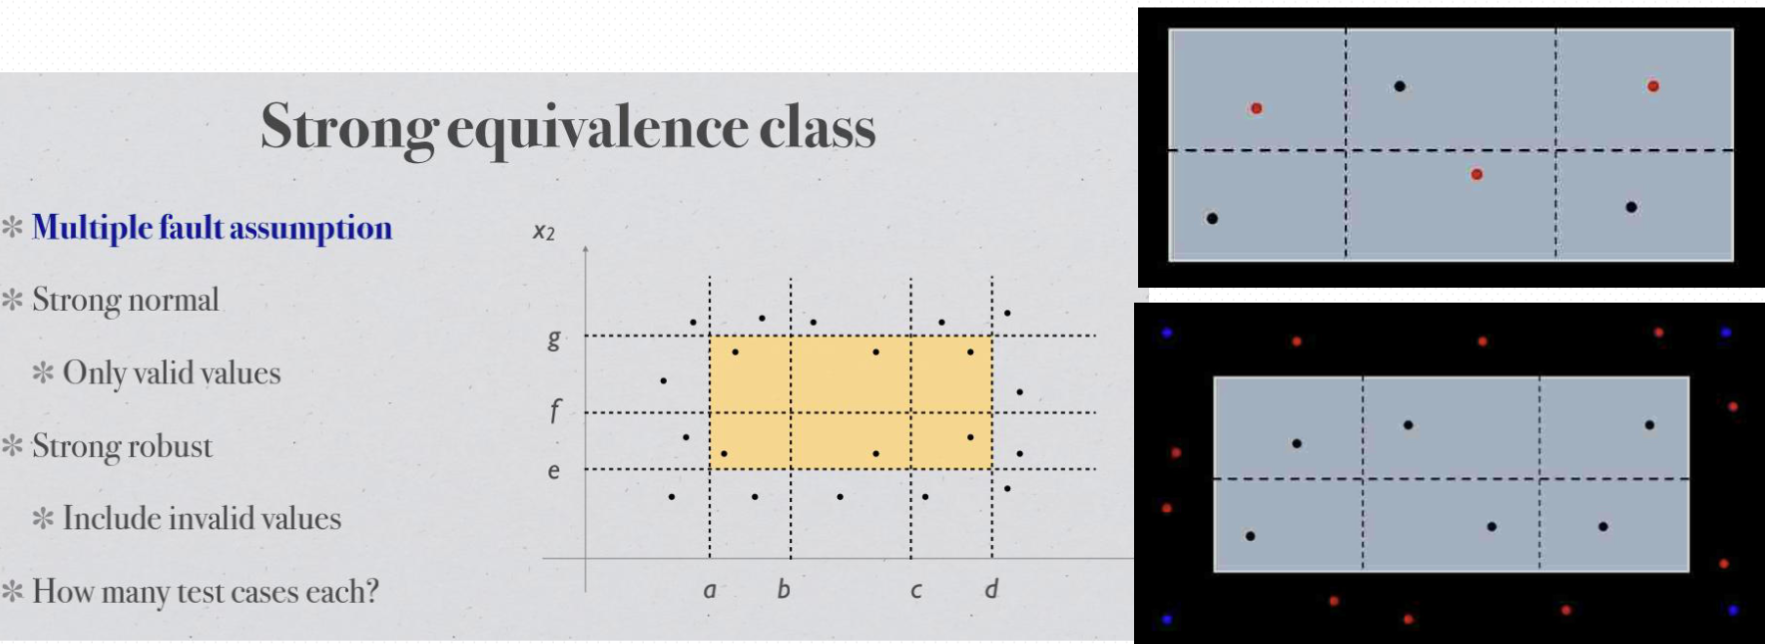 Strong equivalence class
✻ Multiple fault assumption
✻ Strong normal
✻ Only valid values
✻ Strong robust
✻ Include invalid values
✻ How many test cases each?
x2
g
f
e
a b c d